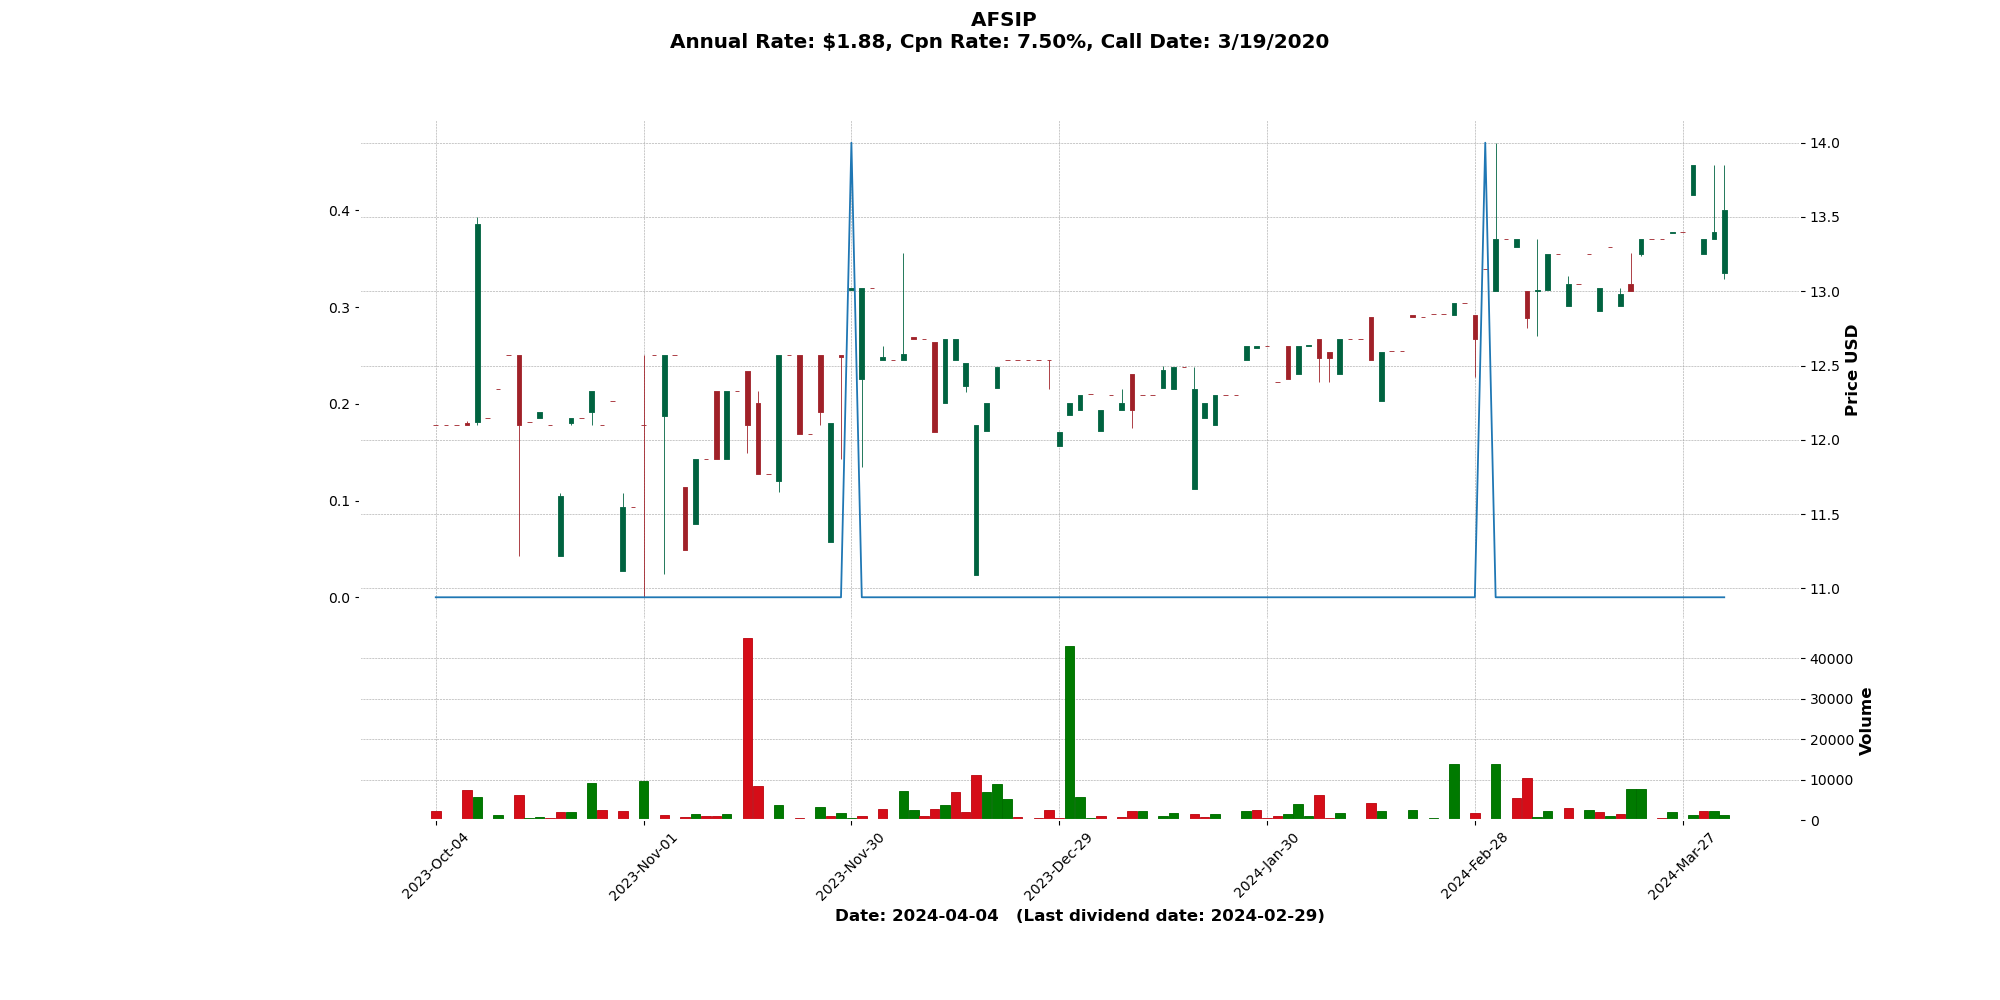 AFSIP
Annual Rate: $1.88, Cpn Rate: 7.50%, Call Date: 3/19/2020
0.4
0.3
0.2
0.1
0.0
14.0
13.5
13.0
12.5
12.0
11.5
11.0
Price USD
40000
30000
20000
10000
0
Volume
2023-Oct-04
2023-Nov-01
2023-Nov-30
2023-Dec-29
2024-Jan-30
2024-Feb-28
2024-Mar-27
Date: 2024-04-04   (Last dividend date: 2024-02-29)